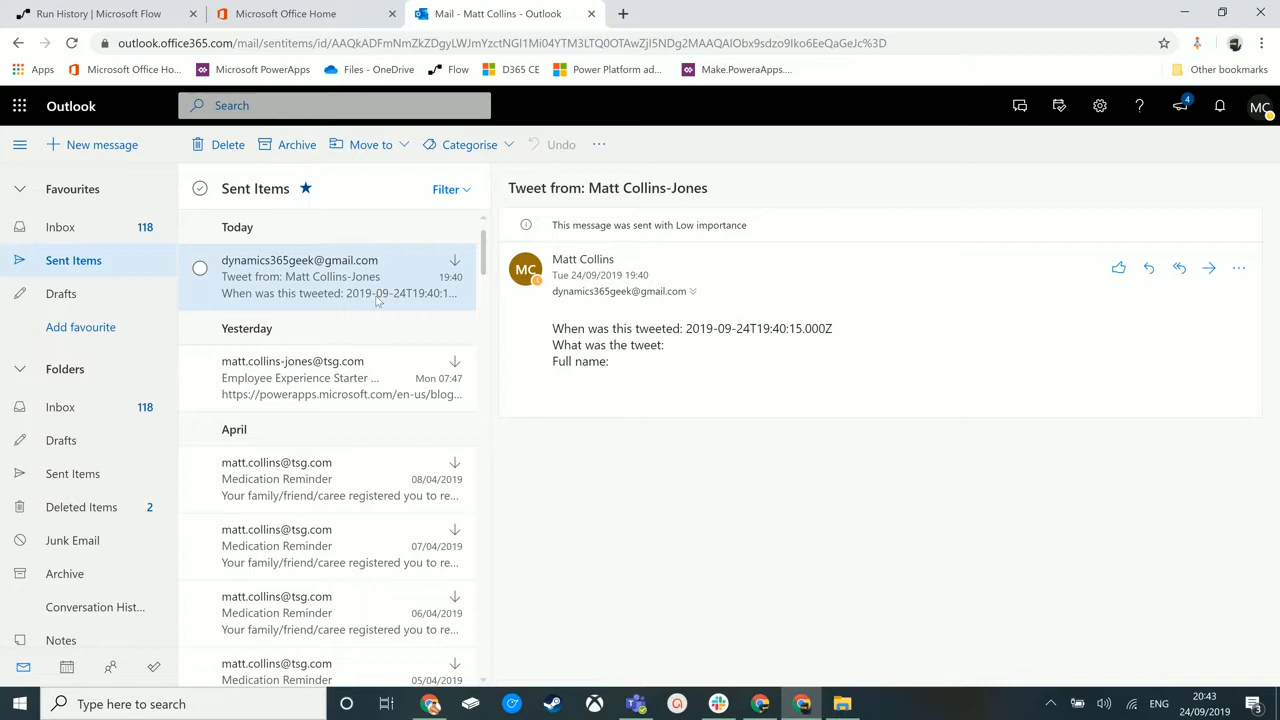 Run History | Microsoft Flow
Microsoft Office Home
Mail - Matt Collins - Outlook
outlook.office365.com/mail/sentitems/id/AAQkADFmNmZkZDgyLWJmYzctNGI1Mi04YTM3LTQ0OTAwZjI5NDg2MAAQAIObx9sdzo9Iko6EeQaGeJc%3D
Apps
Microsoft Office Ho...
Microsoft PowerApps
Files - OneDrive
Flow
D365 CE
Power Platform ad...
Make.PoweraApps....
Other bookmarks
Outlook
Search
4
MC
New message
Delete
Archive
Move to
Categorise
Undo
Favourites
Inbox 118
Sent Items
Drafts
Add favourite
Folders
Inbox 118
Drafts
Sent Items
Deleted Items 2
Junk Email
Archive
Conversation Hist...
Notes
Sent Items
Filter
Today
dynamics365geek@gmail.com
Tweet from: Matt Collins-Jones 19:40
When was this tweeted: 2019-09-24T19:40:1...
Yesterday
matt.collins-jones@tsg.com
Employee Experience Starter ... Mon 07:47
https://powerapps.microsoft.com/en-us/blog...
April
matt.collins@tsg.com
Medication Reminder 08/04/2019
Your family/friend/caree registered you to re...
matt.collins@tsg.com
Medication Reminder 07/04/2019
Your family/friend/caree registered you to re...
matt.collins@tsg.com
Medication Reminder 06/04/2019
Your family/friend/caree registered you to re...
matt.collins@tsg.com
Medication Reminder 05/04/2019
Tweet from: Matt Collins-Jones
This message was sent with Low importance
MC
Matt Collins
Tue 24/09/2019 19:40
dynamics365geek@gmail.com
When was this tweeted: 2019-09-24T19:40:15.000Z
What was the tweet:
Full name:
Type here to search
ENG
20:43
24/09/2019
3